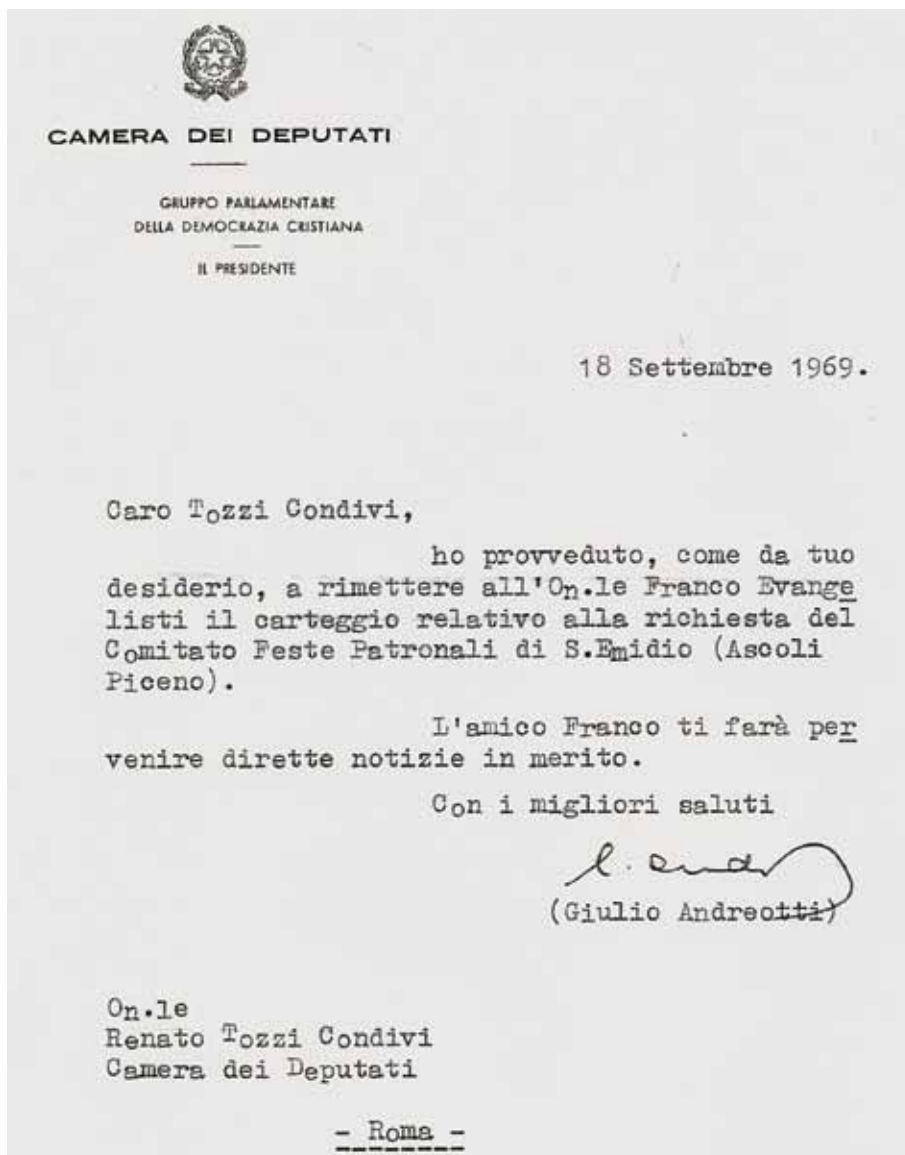 CAMERA DEI DEPUTATI
GRUPPO PARLAMENTARE
DELLA DEMOCRAZIA CRISTIANA
IL PRESIDENTE
18 Settembre 1969.
Caro Tozzi Condivi,
ho provveduto, come da tuo
desiderio, a rimettere all'On.le Franco Evange
listi il carteggio relativo alla richiesta del
Comitato Feste Patronali di S.Emidio (Ascoli
Piceno).
L'amico Franco ti farà per
venire dirette notizie in merito.
Con i migliori saluti
(Giulio Andreotti)
On.le
Renato Tozzi Condivi
Camera dei Deputati
- Roma -